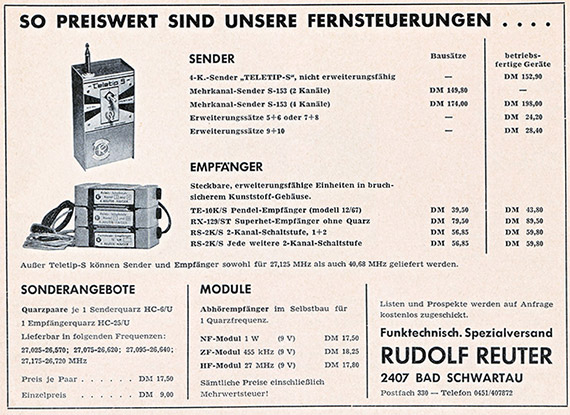 SO PREISWERT SIND UNSERE FERNSTEUERUNGEN . . . .
Teletip S
SENDER Bausätze betriebsfertige Geräte
4-K.-Sender „TELETIP-S", nicht erweiterungsfähig — DM 152,90
Mehrkanal-Sender S-153 (2 Kanäle) DM 149,80 —
Mehrkanal-Sender S-153 (4 Kanäle) DM 174,00 DM 198,00
Erweiterungssätze 5+6 oder 7+8 — DM 24,20
Erweiterungssätze 9+10 — DM 28,40
EMPFÄNGER
Steckbare, erweiterungsfähige Einheiten in bruch-
sicherem Kunststoff-Gehäuse.
TE-10K/S Pendel-Empfänger (modell 12/67) DM 39,50 DM 43,80
RX-129/ST Superhet-Empfänger ohne Quarz DM 79,50 DM 89,50
RS-2K/S 2-Kanal-Schaltstufe, 1+2 DM 56,85 DM 59,80
RS-2K/S Jede weitere 2-Kanal-Schaltstufe DM 56,85 DM 59,80
Außer Teletip-S können Sender und Empfänger sowohl für 27,125 MHz als auch 40,68 MHz geliefert werden.
SONDERANGEBOTE
Quarzpaare je 1 Senderquarz HC-6/U
1 Empfängerquarz HC-25/U
Lieferbar in folgenden Frequenzen:
27,025-26,570; 27,075-26,620; 27,095-26,640;
27,175-26,720 MHz
Preis je Paar . . . . . . DM 17,50
Einzelpreis . . . . . . DM 9,00
MODULE
Abhörempfänger im Selbstbau für
1 Quarzfrequenz.
NF-Modul 1 W (9 V) DM 17,50
ZF-Modul 455 kHz (9 V) DM 18,25
HF-Modul 27 MHz (9 V) DM 17,80
Sämtliche Preise einschließlich
Mehrwertsteuer!
Listen und Prospekte werden auf Anfrage
kostenlos zugeschickt.
Funktechnisch. Spezialversand
RUDOLF REUTER
2407 BAD SCHWARTAU
Postfach 330 — Telefon 0451/407872